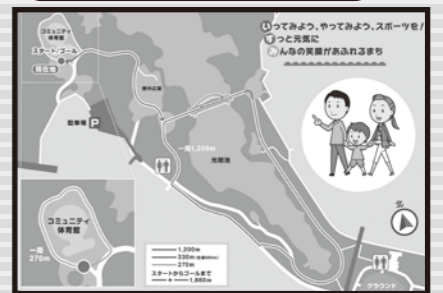 コミュニティ
体育館
スタート/ゴール
現在地
駐車場
P
一周1,200m
いってみよう、やってみよう、スポーツを!
ずっと元気に
みんなの笑顔があふれるまち
北
コミュニティ
体育館
一周
270m
1,200m
330m
270m
スタートからゴールまで
1,860m
グラウンド